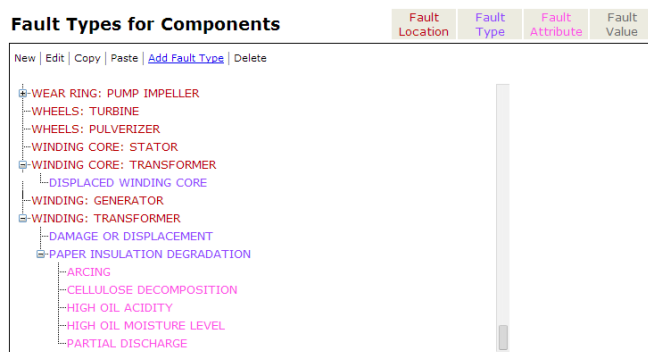 Fault Types for Components
Fault Location
Fault Type
Fault Attribute
Fault Value
New | Edit | Copy | Paste | Add Fault Type | Delete
WEAR RING: PUMP IMPELLER
WHEELS: TURBINE
WHEELS: PULVERIZER
WINDING CORE: STATOR
WINDING CORE: TRANSFORMER
DISPLACED WINDING CORE
WINDING: GENERATOR
WINDING: TRANSFORMER
DAMAGE OR DISPLACEMENT
PAPER INSULATION DEGRADATION
ARCING
CELLULOSE DECOMPOSITION
HIGH OIL ACIDITY
HIGH OIL MOISTURE LEVEL
PARTIAL DISCHARGE